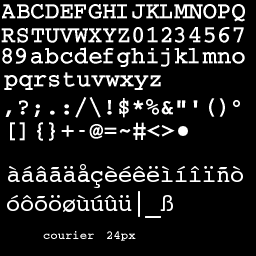 ABCDEFGHIJKLMNOPQ
RSTUVWXYZ01234567
89abcdefghijklmno
pqrstuvwxyz
,?;.:/\!$*%&"'()°
[]{}+-@=~#<>●
àáâãäåçèéêëìíîïñò
óôõöøùúûü|_ß
courier 24px